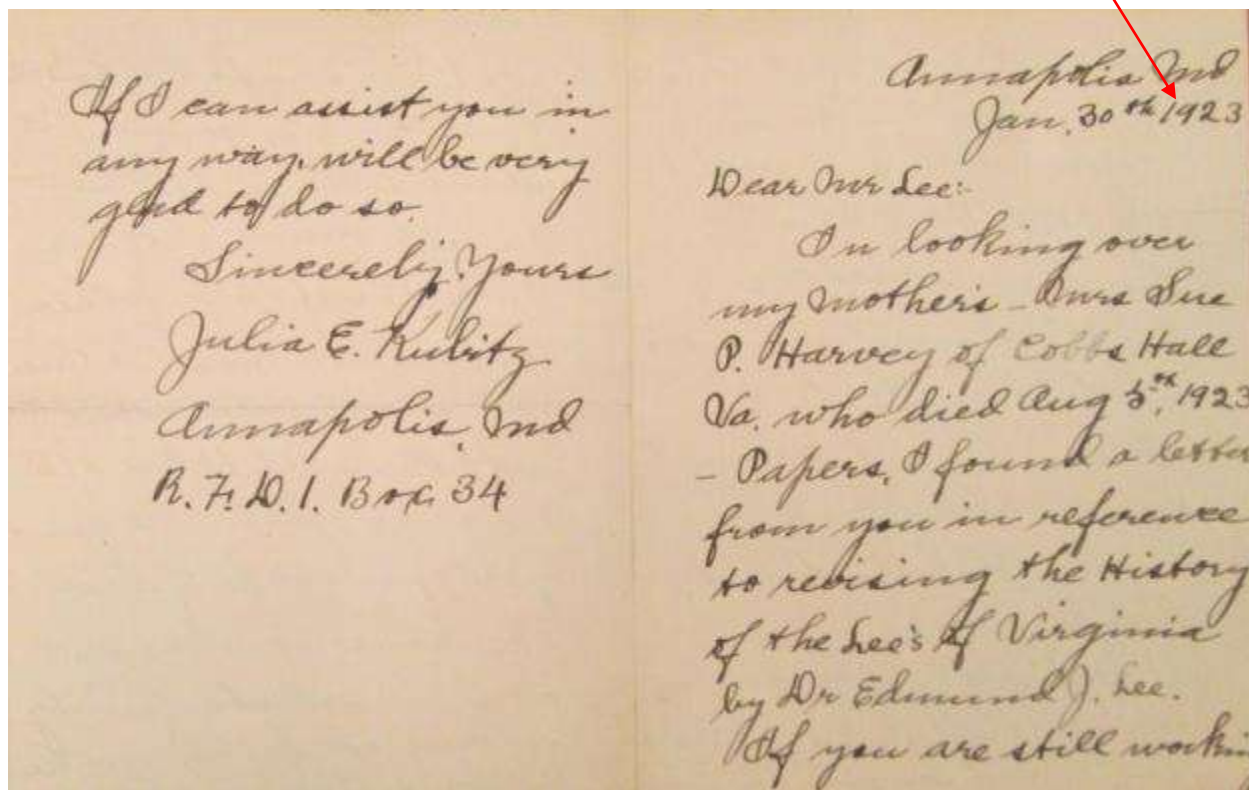 Annapolis Md
Jan. 30th 1923
Dear Mr Lee:-
In looking over
my mother's - Mrs Sue
P. Harvey of Cobbs Hall
Va. who died Aug 5th, 1923
- Papers, I found a letter
from you in reference
to revising the History
of the Lee's of Virginia
by Dr Edmund J. Lee.
If you are still workin
If I can assist you in
any way, will be very
glad to do so.
Sincerely Yours
Julia E. Kulitz
Annapolis, Md
R. F. D. 1. Box 34